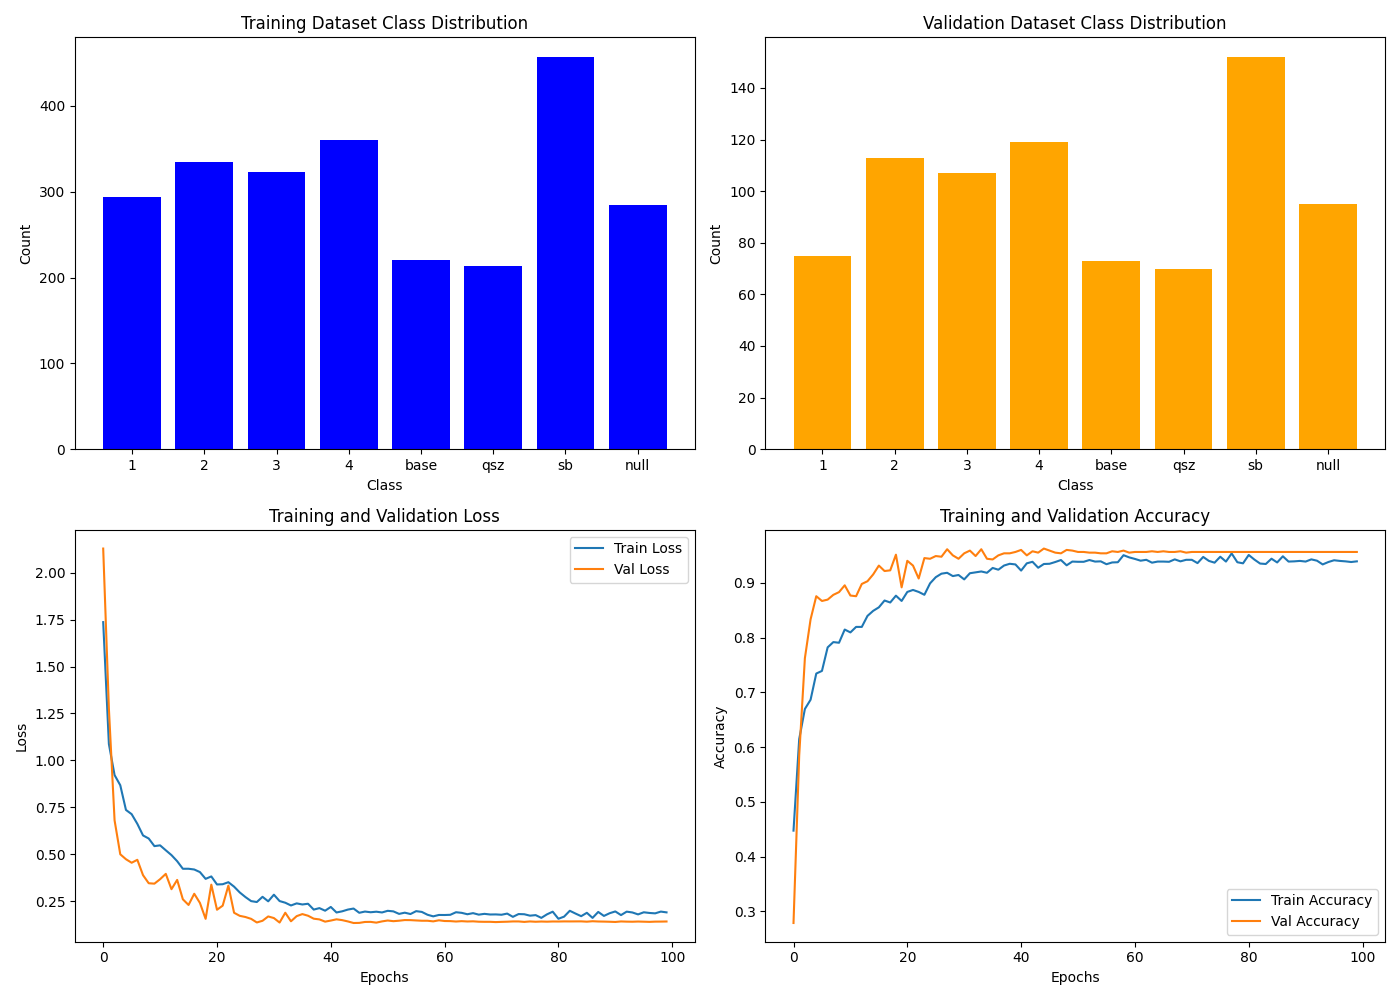 Training Dataset Class Distribution
Count
400
300
200
100
0
1 2 3 4 base qsz sb null
Class
Validation Dataset Class Distribution
Count
140
120
100
80
60
40
20
0
1 2 3 4 base qsz sb null
Class
Training and Validation Loss
Loss
2.00
1.75
1.50
1.25
1.00
0.75
0.50
0.25
Train Loss
Val Loss
0 20 40 60 80 100
Epochs
Training and Validation Accuracy
Accuracy
0.9
0.8
0.7
0.6
0.5
0.4
0.3
Train Accuracy
Val Accuracy
0 20 40 60 80 100
Epochs